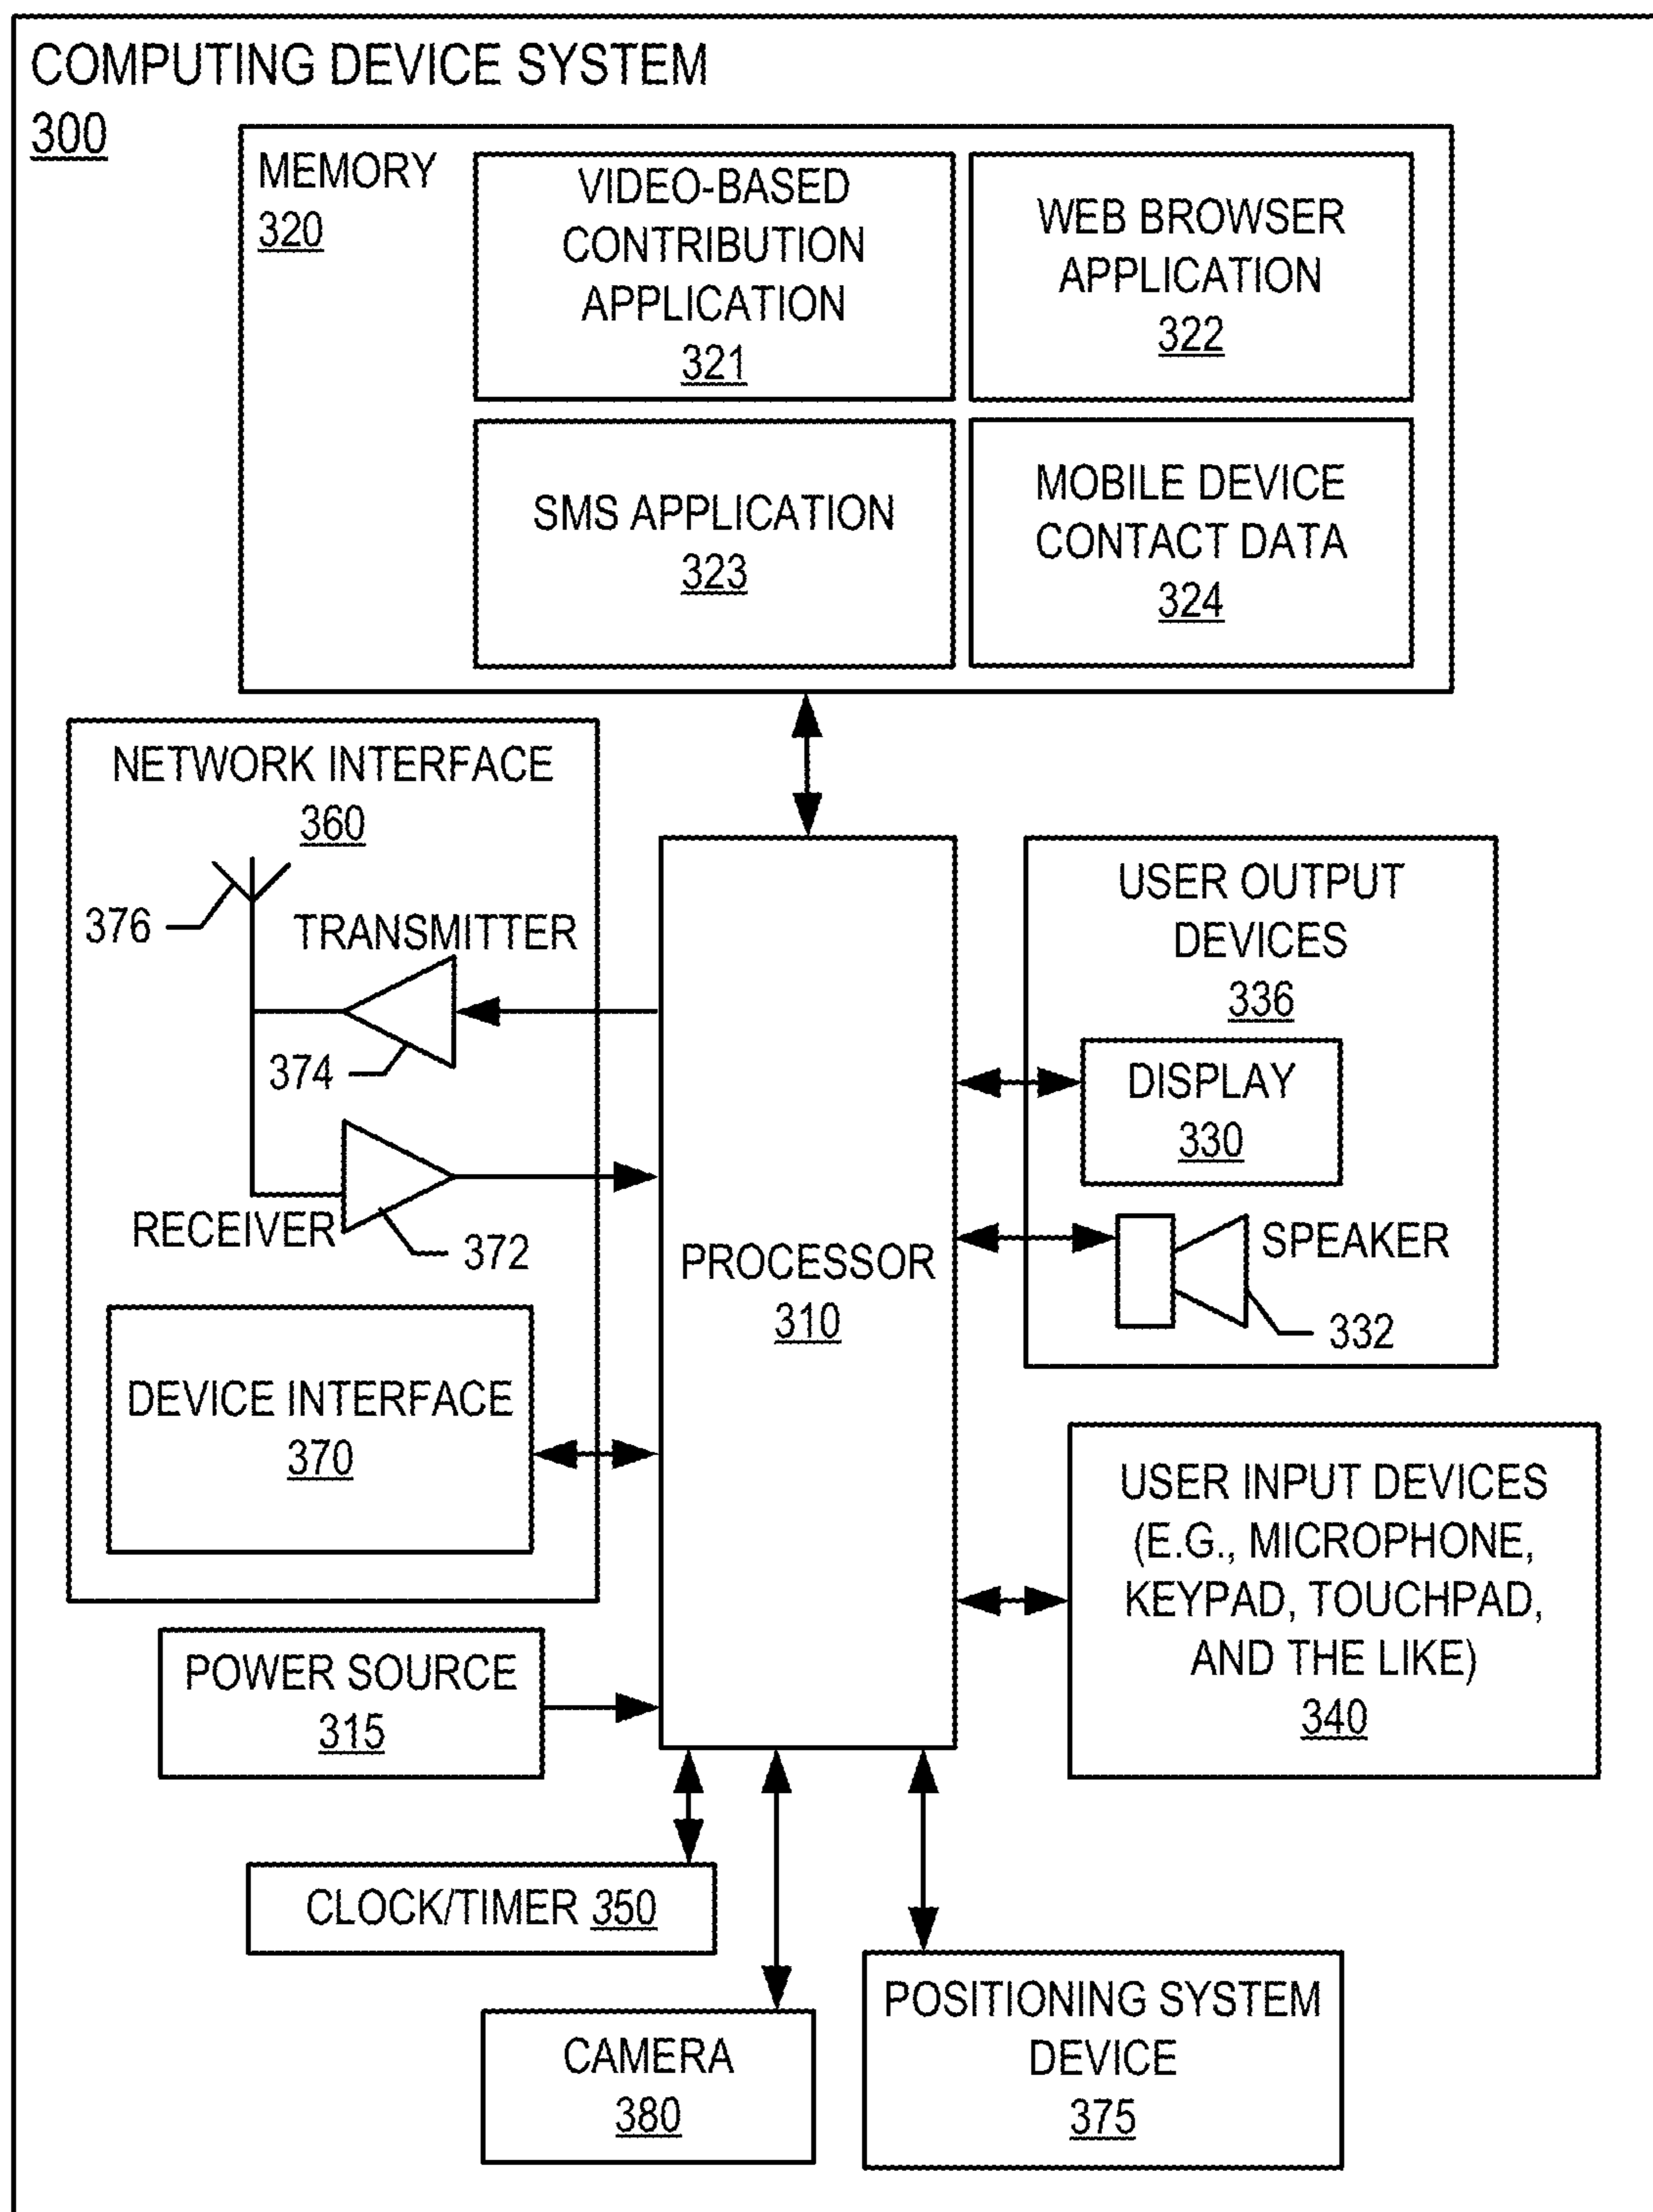 COMPUTING DEVICE SYSTEM
300
MEMORY
320
VIDEO-BASED
CONTRIBUTION
APPLICATION
321
WEB BROWSER
APPLICATION
322
SMS APPLICATION
323
MOBILE DEVICE
CONTACT DATA
324
NETWORK INTERFACE
360
376
TRANSMITTER
374
RECEIVER
372
DEVICE INTERFACE
370
PROCESSOR
310
USER OUTPUT
DEVICES
336
DISPLAY
330
SPEAKER
332
USER INPUT DEVICES
(E.G., MICROPHONE,
KEYPAD, TOUCHPAD,
AND THE LIKE)
340
POWER SOURCE
315
CLOCK/TIMER 350
CAMERA
380
POSITIONING SYSTEM
DEVICE
375